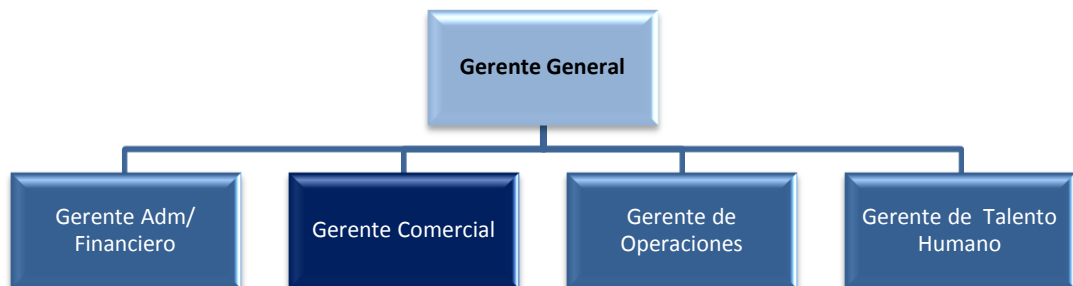 Gerente General
Gerente Adm/
Financiero
Gerente Comercial
Gerente de
Operaciones
Gerente de Talento
Humano